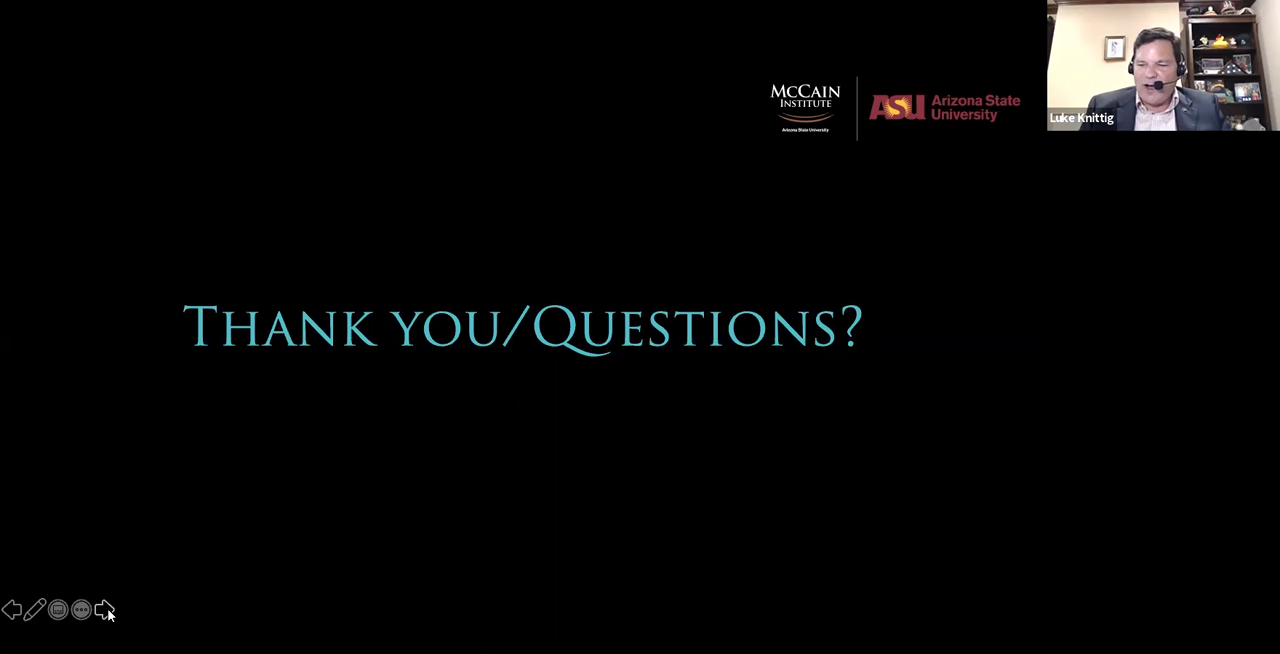 McCain
Institute
Arizona State University
ASU Arizona State
University
Luke Knittig
Thank you/Questions?